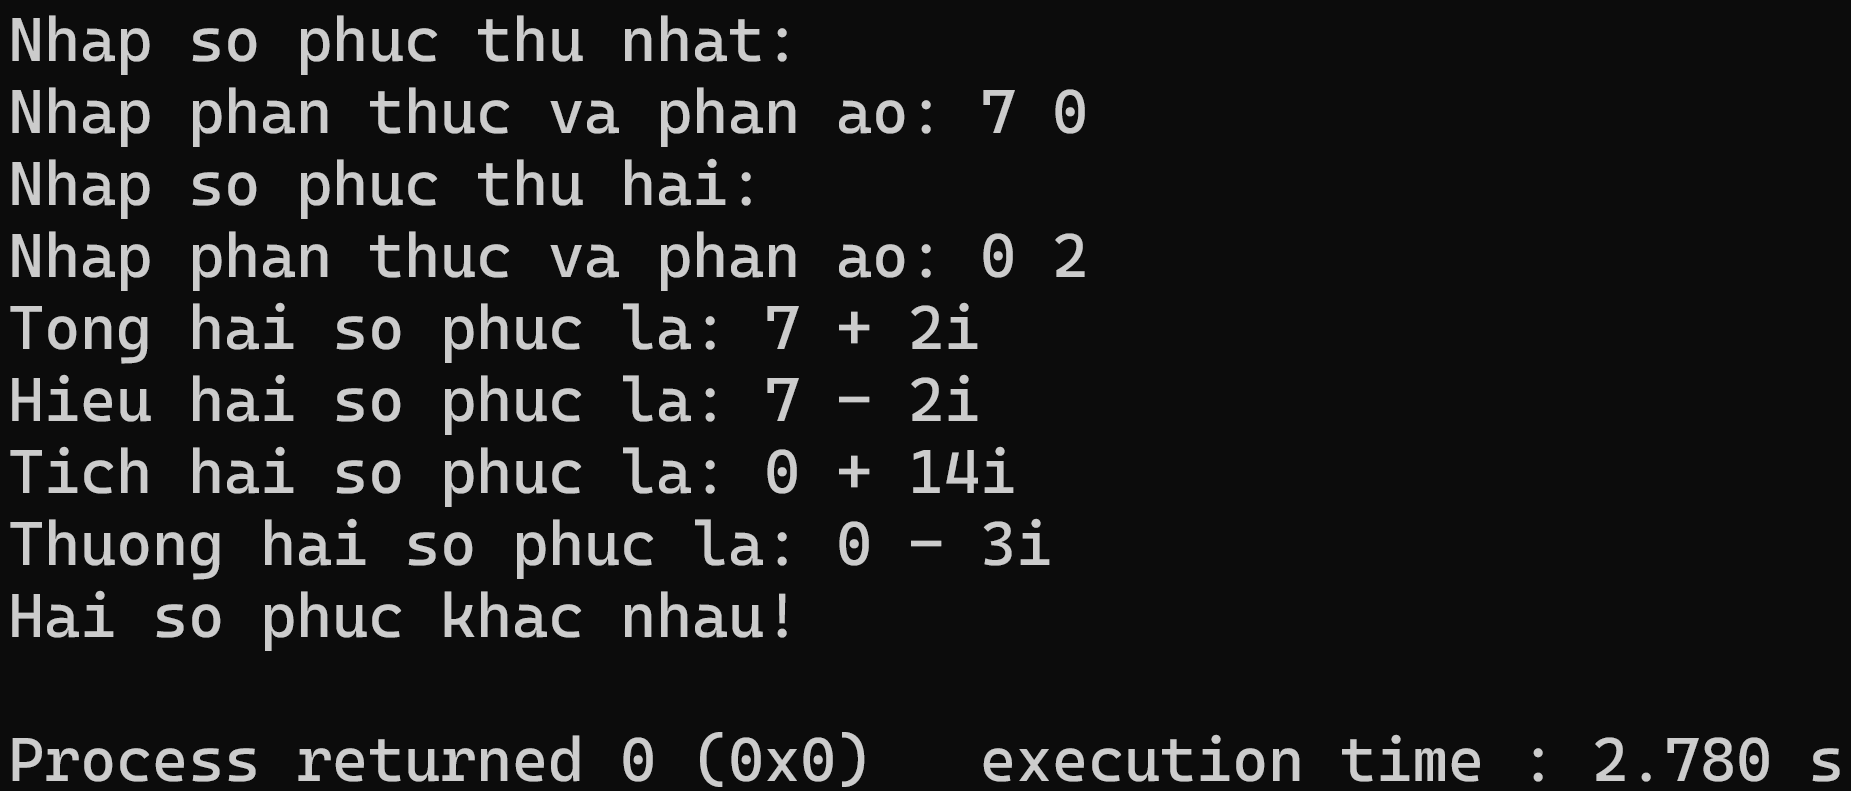 Nhap so phuc thu nhat:
Nhap phan thuc va phan ao: 7 0
Nhap so phuc thu hai:
Nhap phan thuc va phan ao: 0 2
Tong hai so phuc la: 7 + 2i
Hieu hai so phuc la: 7 - 2i
Tich hai so phuc la: 0 + 14i
Thuong hai so phuc la: 0 - 3i
Hai so phuc khac nhau!
Process returned 0 (0x0)   execution time : 2.780 s